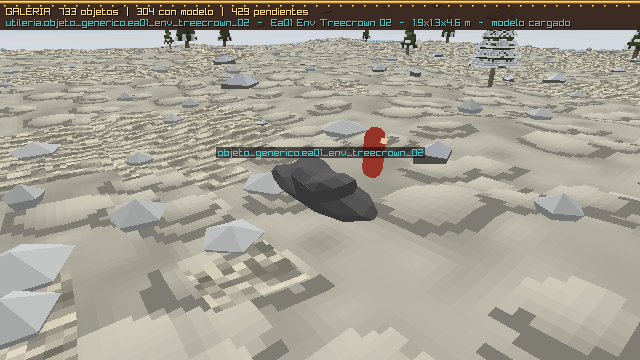 GALERIA 733 objetos | 304 con modelo | 429 pendientes
utileria:objeto_generico:ea01_env_treecrown_02 - Ea01 Env Treecrown 02 - 1.9x1.3x4.6 m - modelo cargado
objeto_generico:ea01_env_treecrown_02